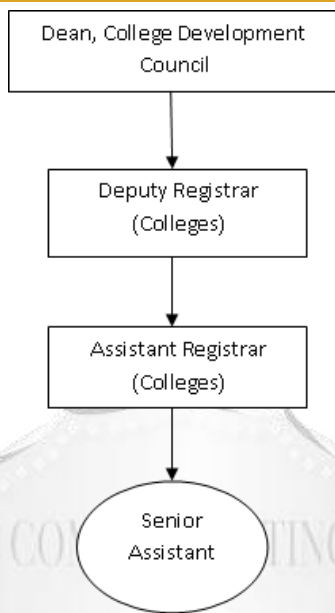 Dean, College Development
Council
Deputy Registrar
(Colleges)
Assistant Registrar
(Colleges)
Senior
Assistant